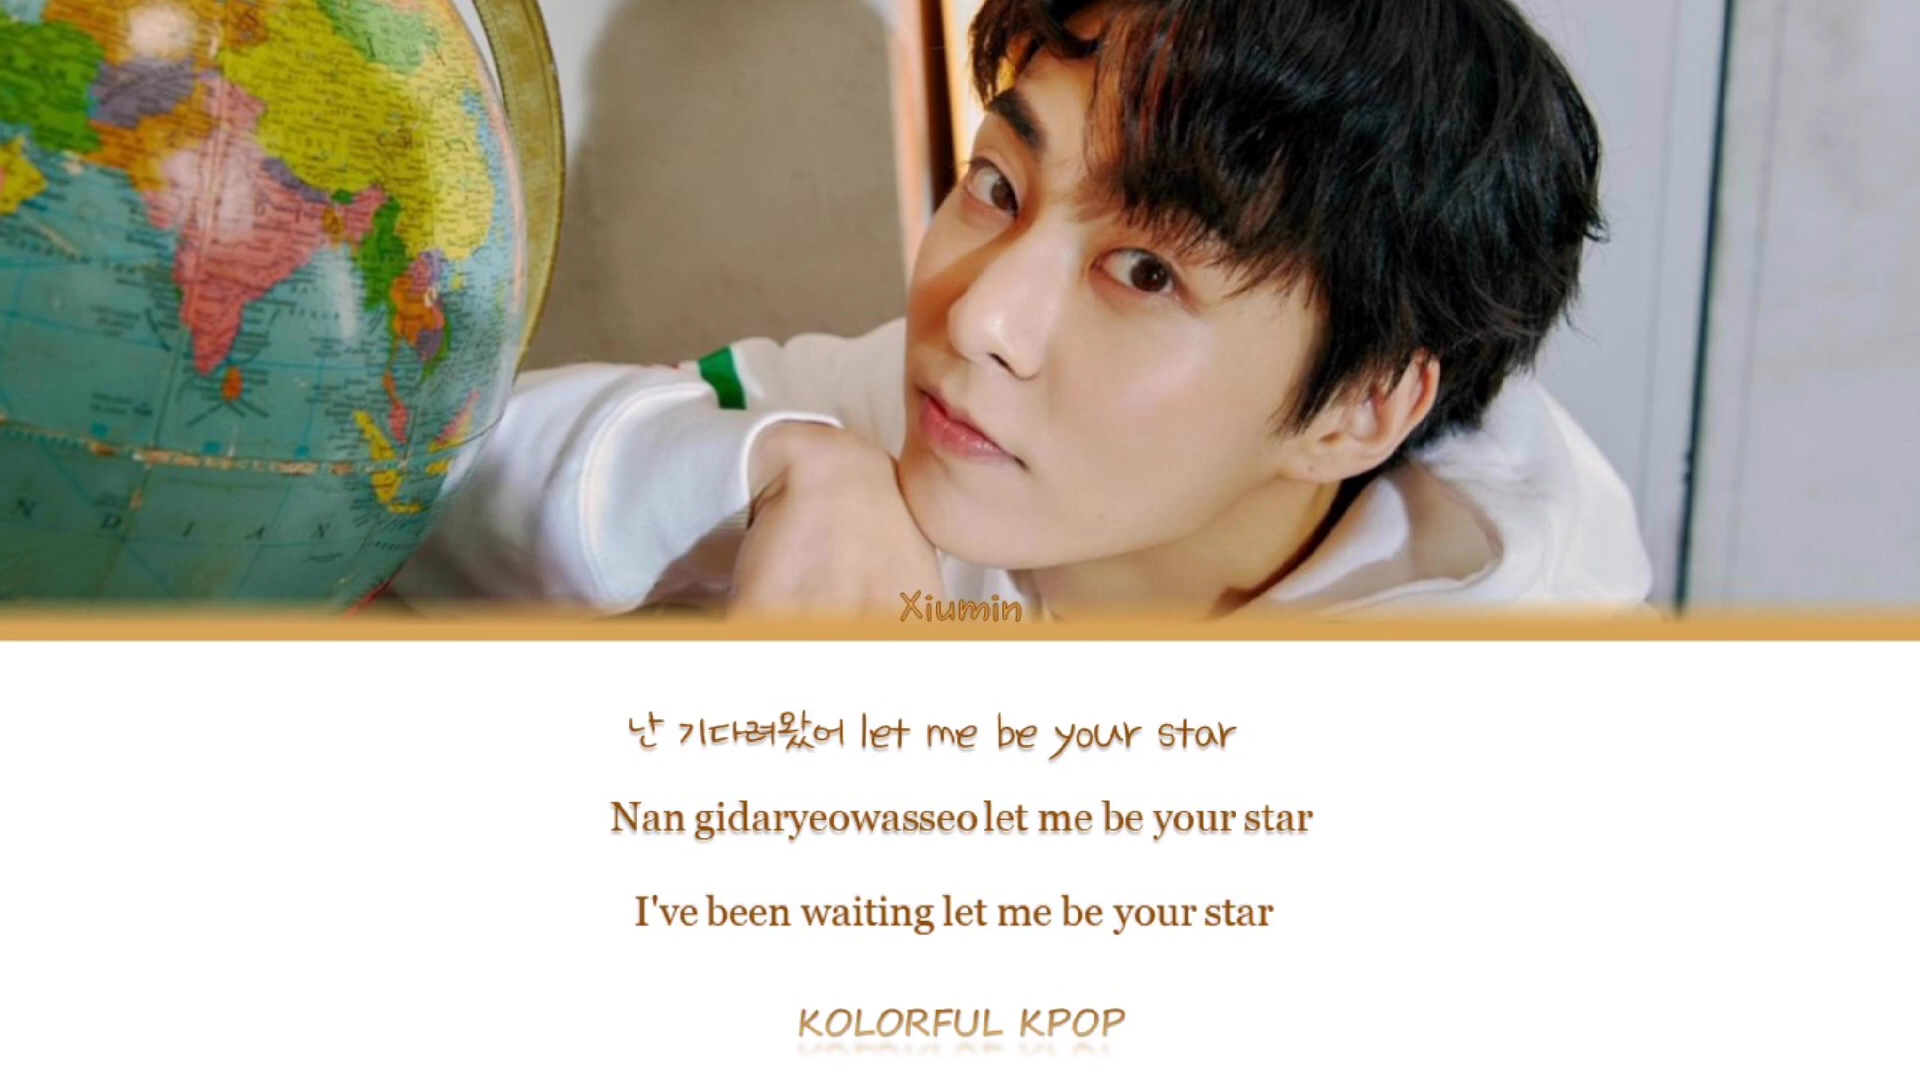 N D I A N
Xiumin
난 기다려왔어 let me be your star
Nan gidaryeowasseo let me be your star
I've been waiting let me be your star
KOLORFUL KPOP